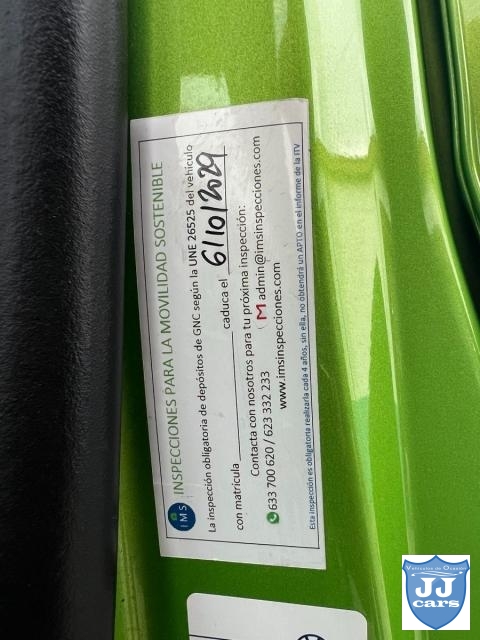 IMS
INSPECCIONES PARA LA MOVILIDAD SOSTENIBLE
La inspección obligatoria de depósitos de GNC según la UNE 26525 del vehículo
con matrícula caduca el 6/10/2029
Contacta con nosotros para tu próxima inspección:
633 700 620 / 623 332 233 admin@imsinspecciones.com
www.imsinspecciones.com
Esta inspección es obligatoria realizarla cada 4 años, sin ella, no obtendrá un APTO en el informe de la ITV
Vehículos de Ocasión
JJ
cars